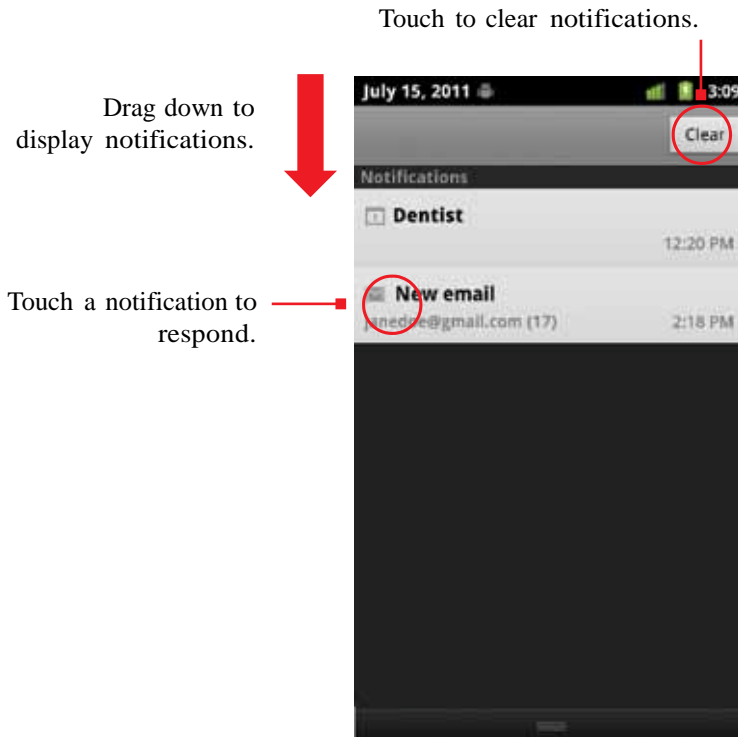 Touch to clear notifications.
Drag down to
display notifications.
July 15, 2011
3:09
Clear
Notifications
Dentist
12:20 PM
Touch a notification to
respond.
New email
janedoe@gmail.com (17)
2:18 PM